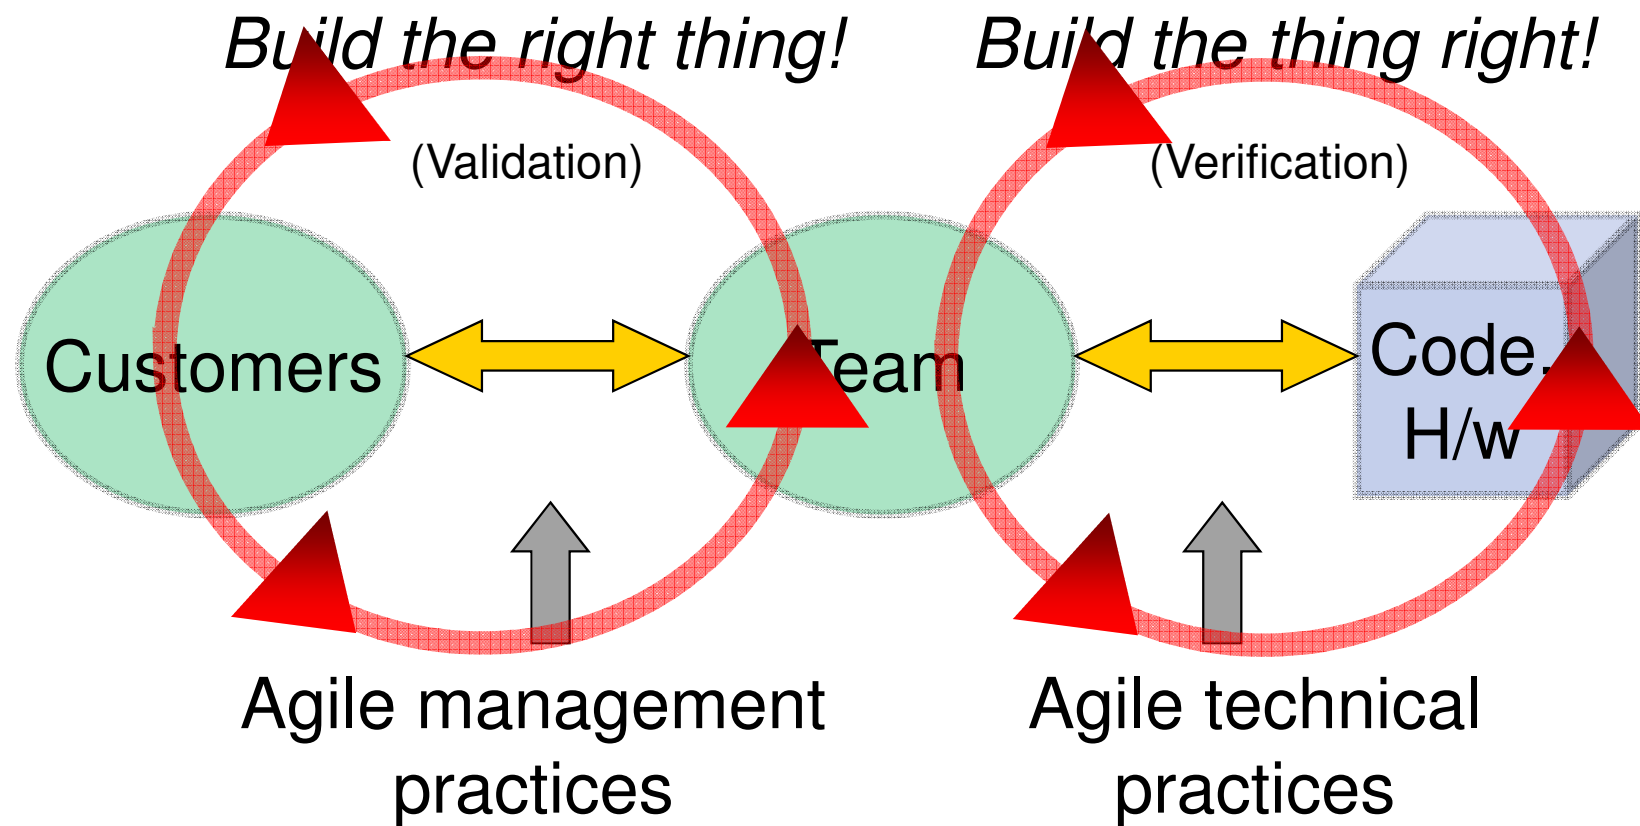 Build the right thing!
Build the thing right!
(Validation)
(Verification)
Customers
Team
Code,
H/w
Agile management
practices
Agile technical
practices